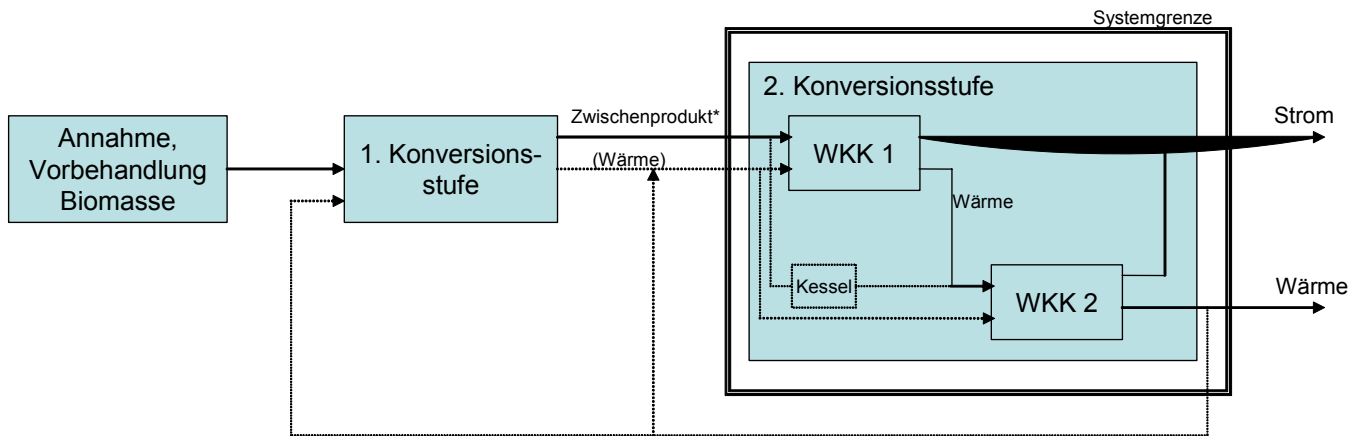 Systemgrenze
2. Konversionsstufe
Annahme,
Vorbehandlung
Biomasse
1. Konversions-
stufe
Zwischenprodukt*
(Wärme)
WKK 1
Wärme
Kessel
WKK 2
Strom
Wärme